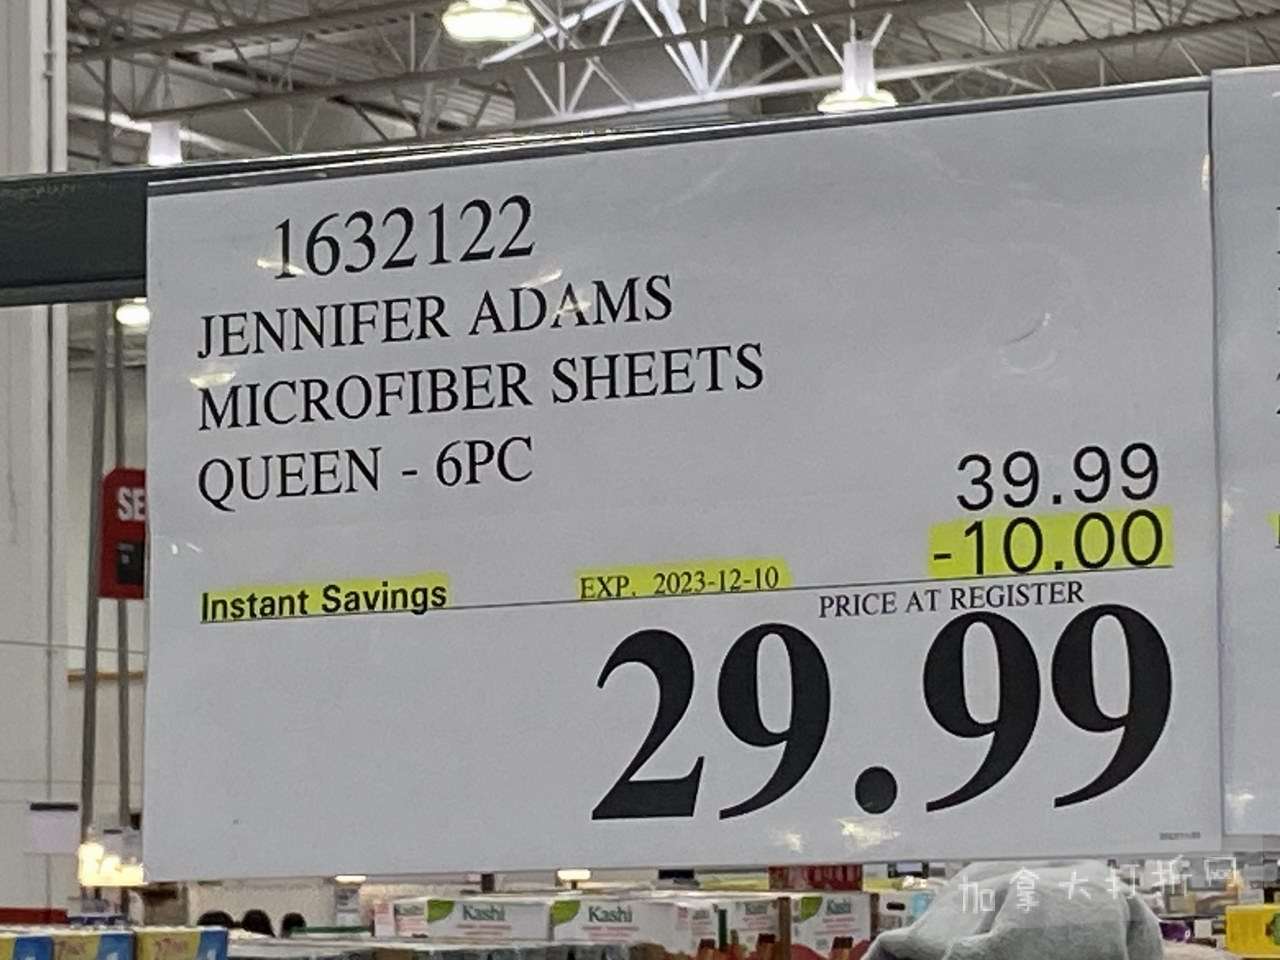 1632122
JENNIFER ADAMS
MICROFIBER SHEETS
QUEEN - 6PC
39.99
-10.00
Instant Savings EXP. 2023-12-10
PRICE AT REGISTER
29.99
SE
Kashi
Kashi
加拿大打折网